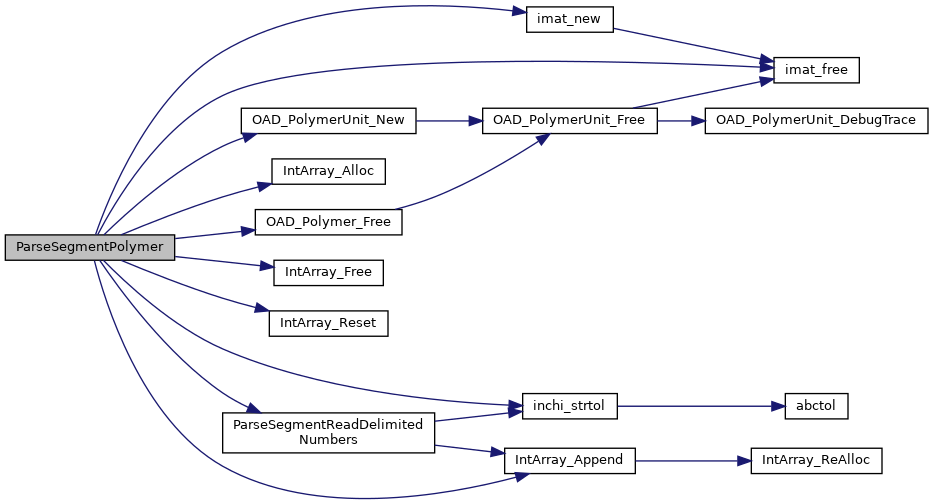 imat_new
imat_free
OAD_PolymerUnit_New
OAD_PolymerUnit_Free
OAD_PolymerUnit_DebugTrace
IntArray_Alloc
OAD_Polymer_Free
ParseSegmentPolymer
IntArray_Free
IntArray_Reset
inchi_strtol
abctol
ParseSegmentReadDelimited
Numbers
IntArray_Append
IntArray_ReAlloc